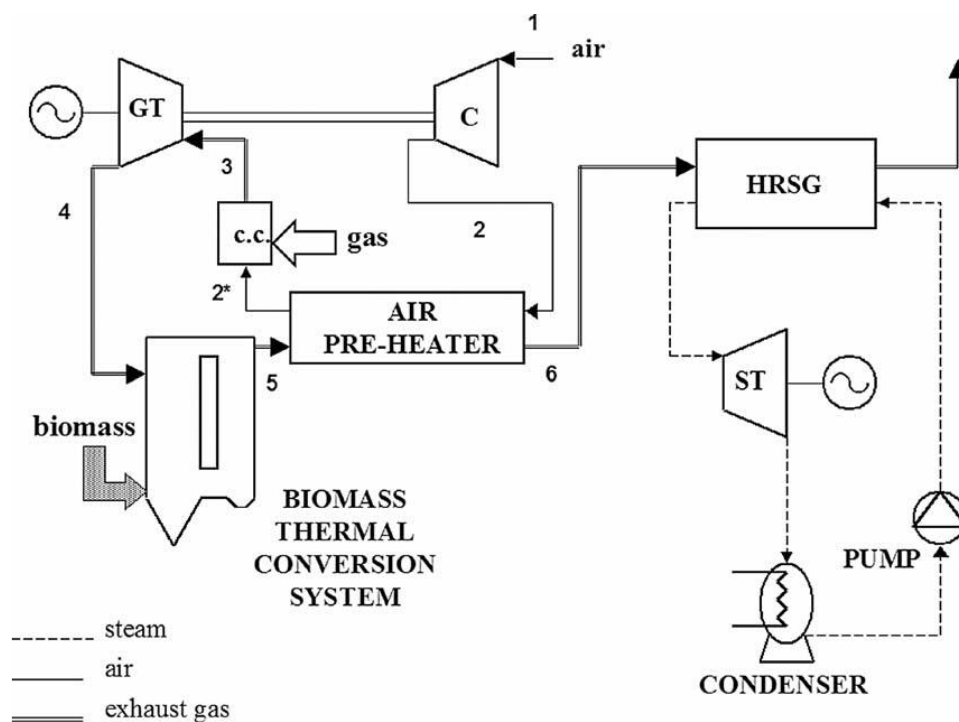 1
air
GT
C
3
HRSG
4
c.c.
gas
2
2*
AIR
PRE-HEATER
5
6
ST
biomass
BIOMASS
THERMAL
CONVERSION
SYSTEM
PUMP
CONDENSER
steam
air
exhaust gas